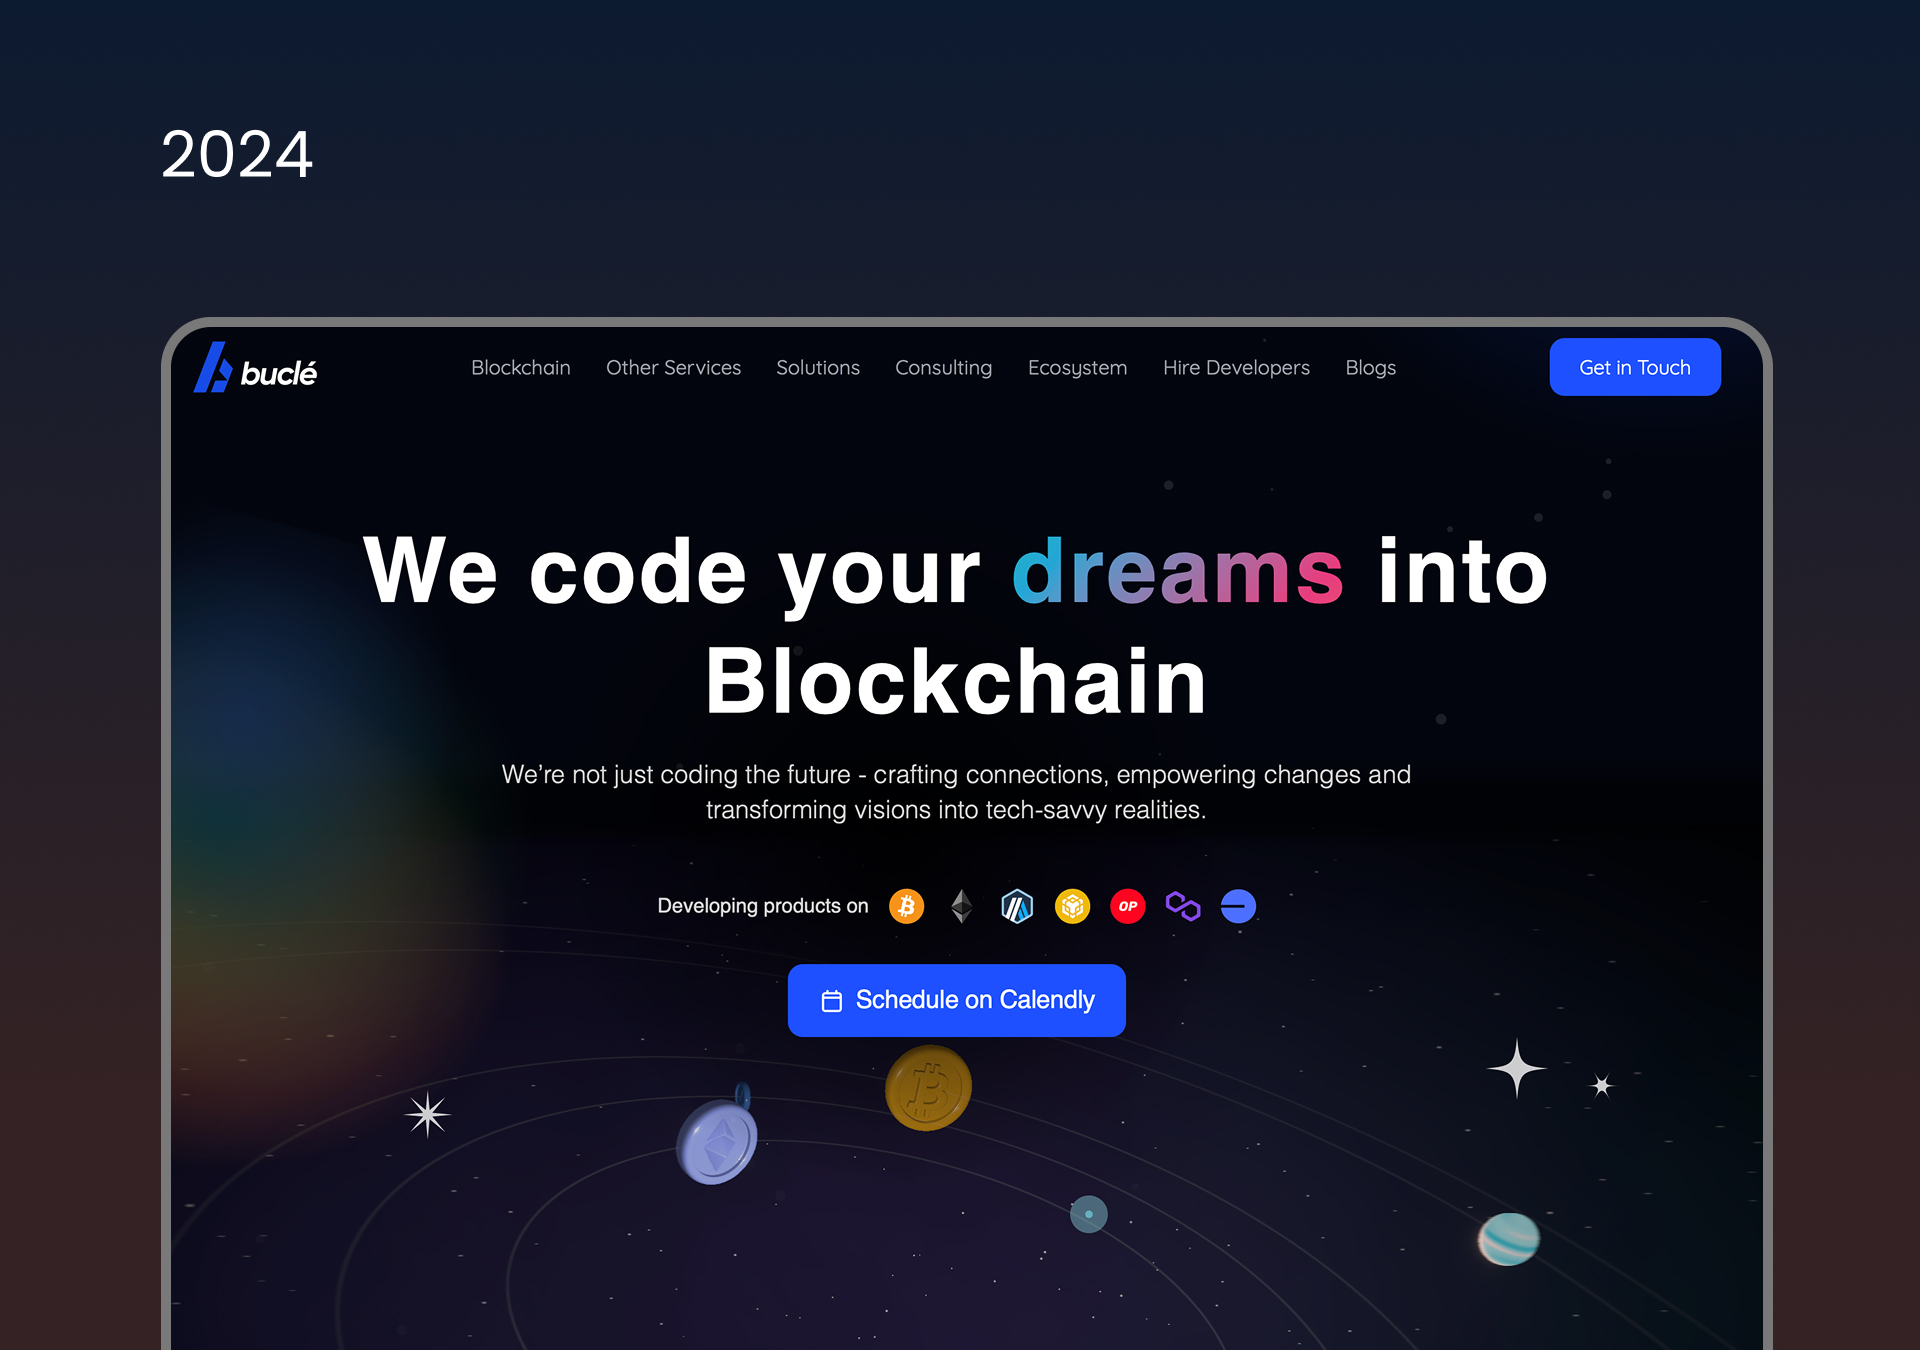 2024
buclé
Blockchain Other Services Solutions Consulting Ecosystem Hire Developers Blogs
Get in Touch
We code your dreams into
Blockchain
We’re not just coding the future - crafting connections, empowering changes and
transforming visions into tech-savvy realities.
Developing products on
OP
Schedule on Calendly